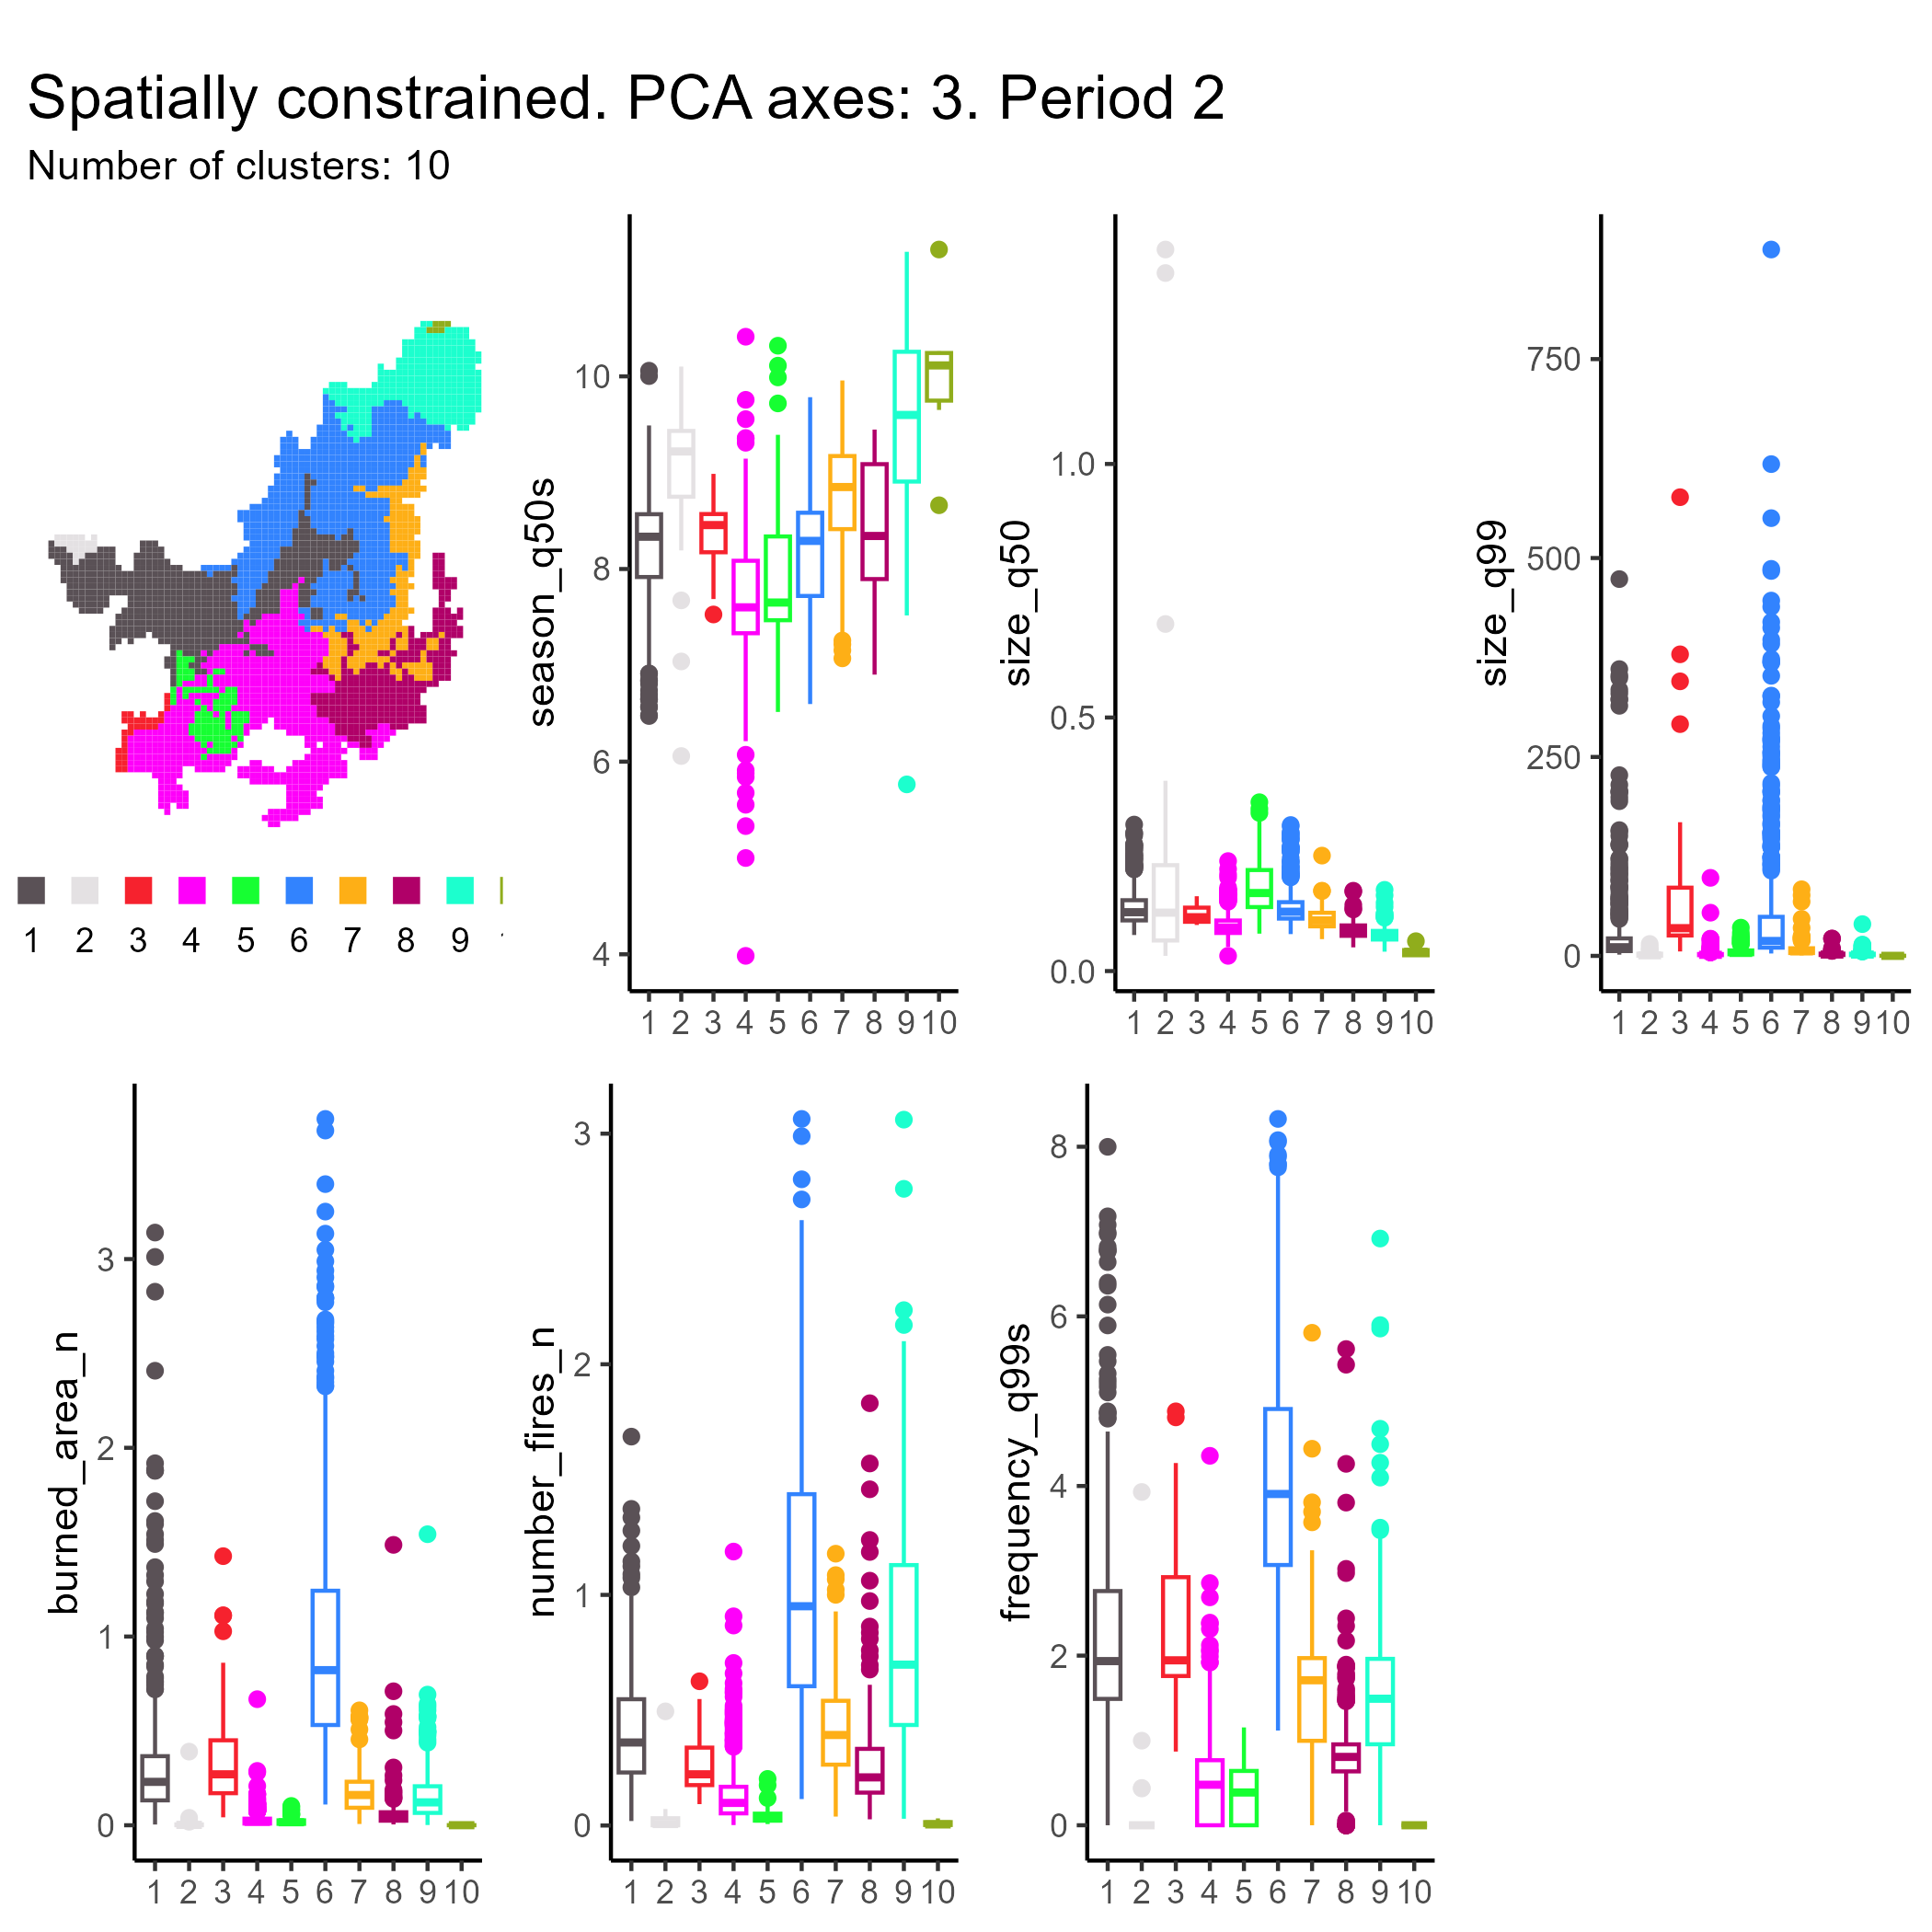 Spatially constrained. PCA axes: 3. Period 2
Number of clusters: 10
1 2 3 4 5 6 7 8 9
season_q50s
10
8
6
4
1 2 3 4 5 6 7 8 9 10
size_q50
1.0
0.5
0.0
1 2 3 4 5 6 7 8 9 10
size_q99
750
500
250
0
1 2 3 4 5 6 7 8 9 10
burned_area_n
3
2
1
0
1 2 3 4 5 6 7 8 9 10
number_fires_n
3
2
1
0
1 2 3 4 5 6 7 8 9 10
frequency_q99s
8
6
4
2
0
1 2 3 4 5 6 7 8 9 10